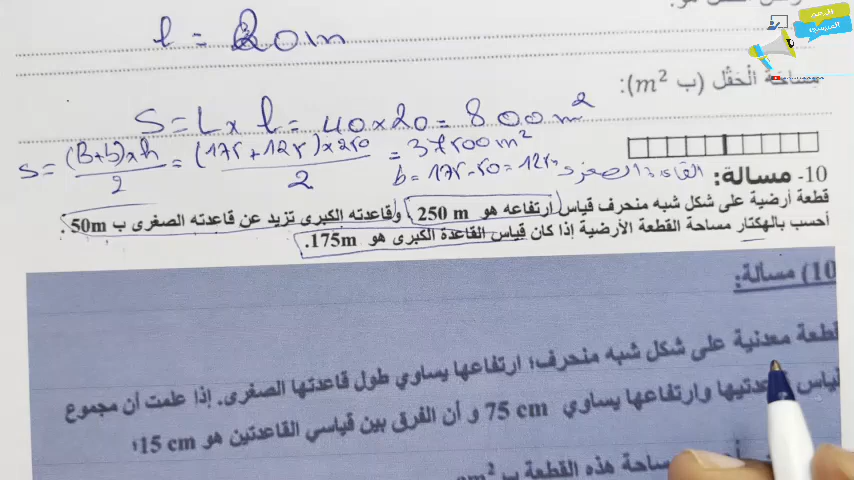 l = 20m
مساحة الْحَقْل (ب m²):
S = L x l = 40 x 20 = 800 m²
S = (B+b)xh / 2 = (175 + 125) x 250 / 2 = 37500 m²
القاعدة الصغرى b = 175 - 50 = 125
10- مسألة:
قطعة أرضية على شكل شبه منحرف قياس ارتفاعه هو 250 m، وقاعدته الكبرى تزيد عن قاعدته الصغرى ب 50m.
أحسب بالهكتار مساحة القطعة الأرضية إذا كان قياس القاعدة الكبرى هو 175m.
10) مسألة:
قطعة معدنية على شكل شبه منحرف؛ ارتفاعها يساوي طول قاعدتها الصغرى. إذا علمت أن مجموع
قياس قاعدتيها وارتفاعها يساوي 75 cm و أن الفرق بين قياسي القاعدتين هو 15 cm؛
مساحة هذه القطعة ب cm²